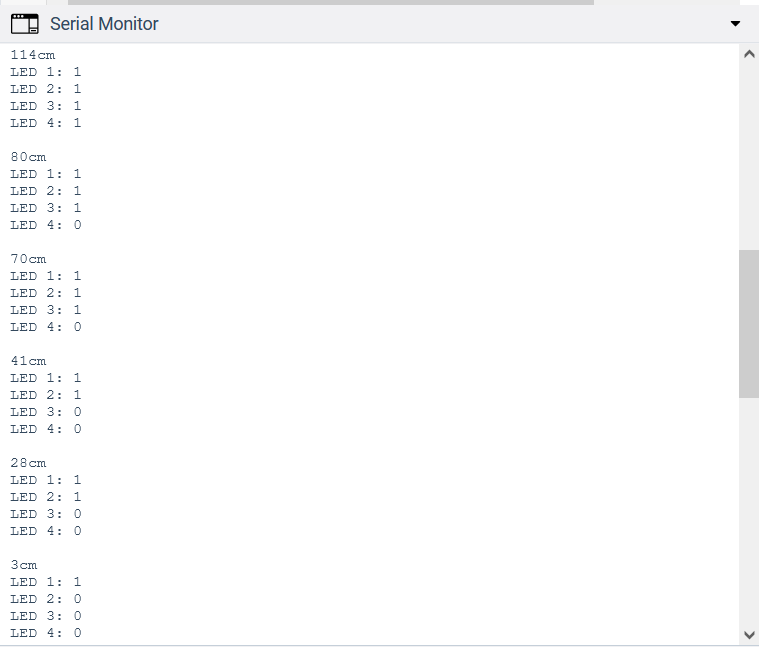 Serial Monitor
114cm
LED 1: 1
LED 2: 1
LED 3: 1
LED 4: 1
80cm
LED 1: 1
LED 2: 1
LED 3: 1
LED 4: 0
70cm
LED 1: 1
LED 2: 1
LED 3: 1
LED 4: 0
41cm
LED 1: 1
LED 2: 1
LED 3: 0
LED 4: 0
28cm
LED 1: 1
LED 2: 1
LED 3: 0
LED 4: 0
3cm
LED 1: 1
LED 2: 0
LED 3: 0
LED 4: 0